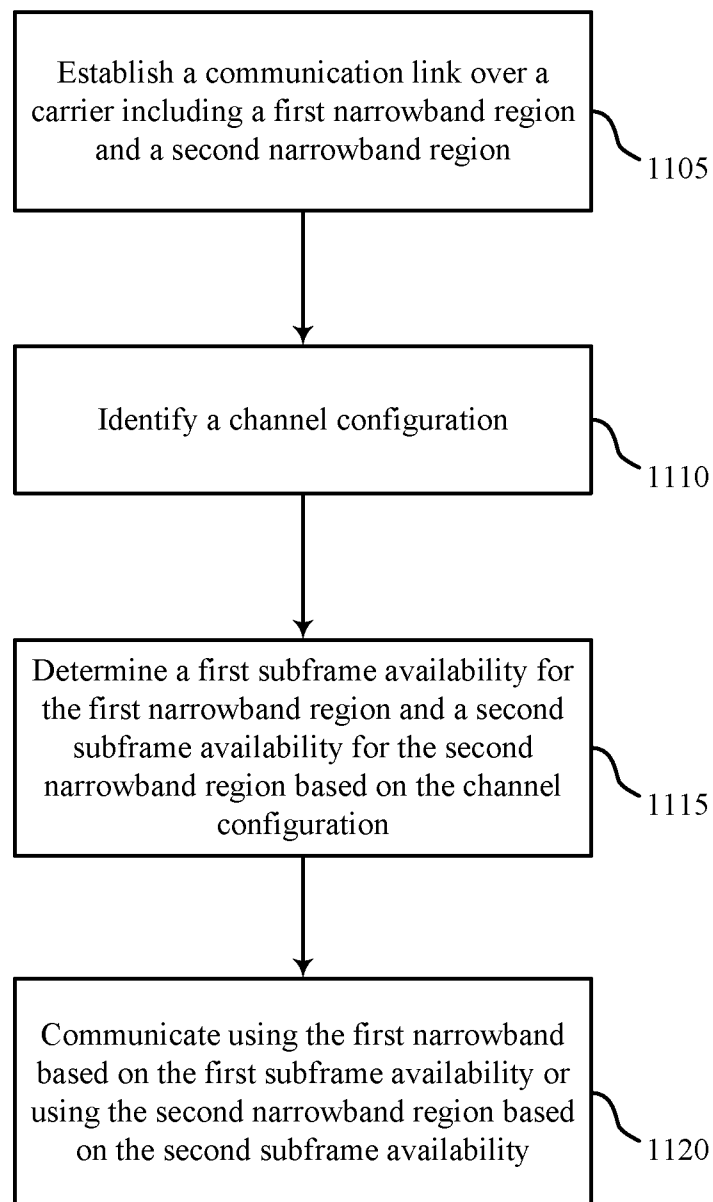 Establish a communication link over a
carrier including a first narrowband region
and a second narrowband region
1105
Identify a channel configuration
1110
Determine a first subframe availability for
the first narrowband region and a second
subframe availability for the second
narrowband region based on the channel
configuration
1115
Communicate using the first narrowband
based on the first subframe availability or
using the second narrowband region based
on the second subframe availability
1120